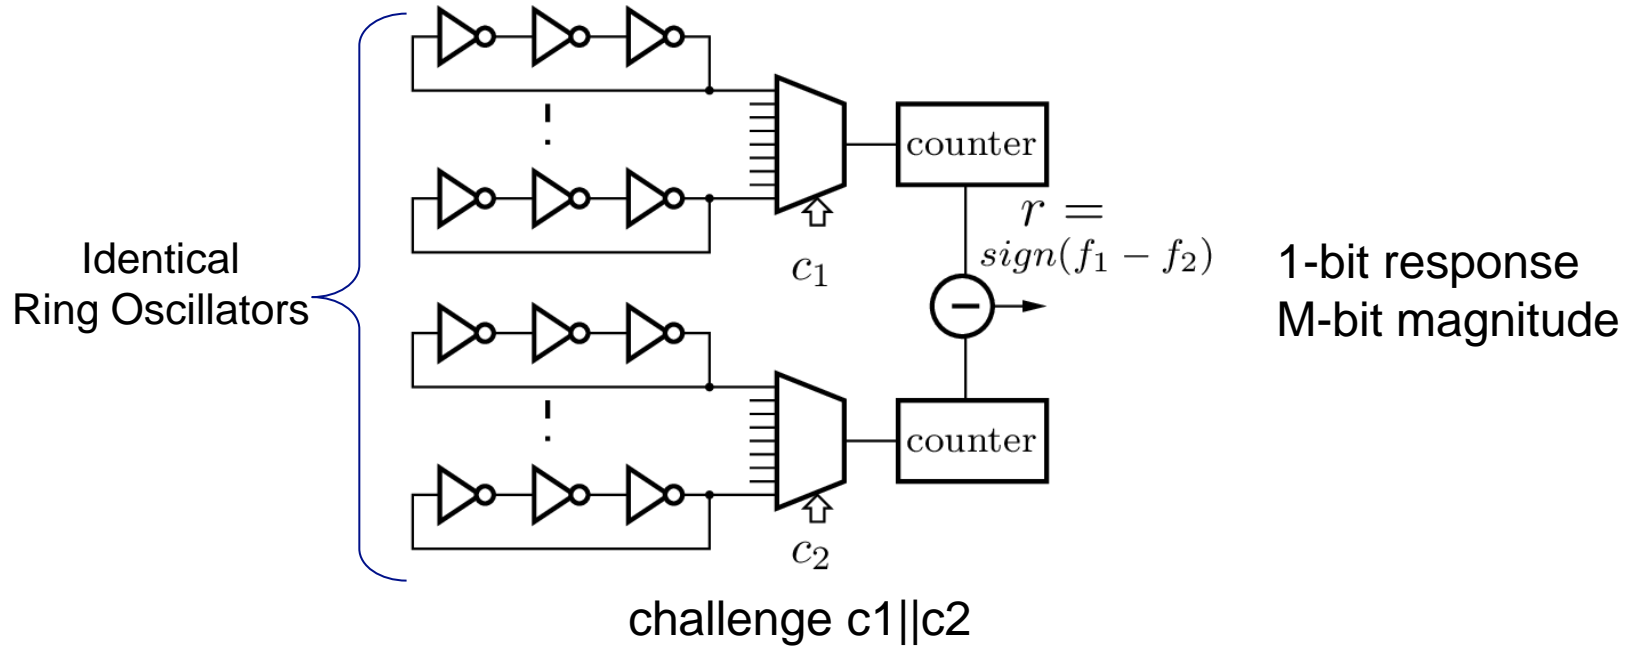 Identical
Ring Oscillators
c₁
counter
r =
sign(f₁ − f₂)
−
1-bit response
M-bit magnitude
c₂
counter
challenge c1||c2